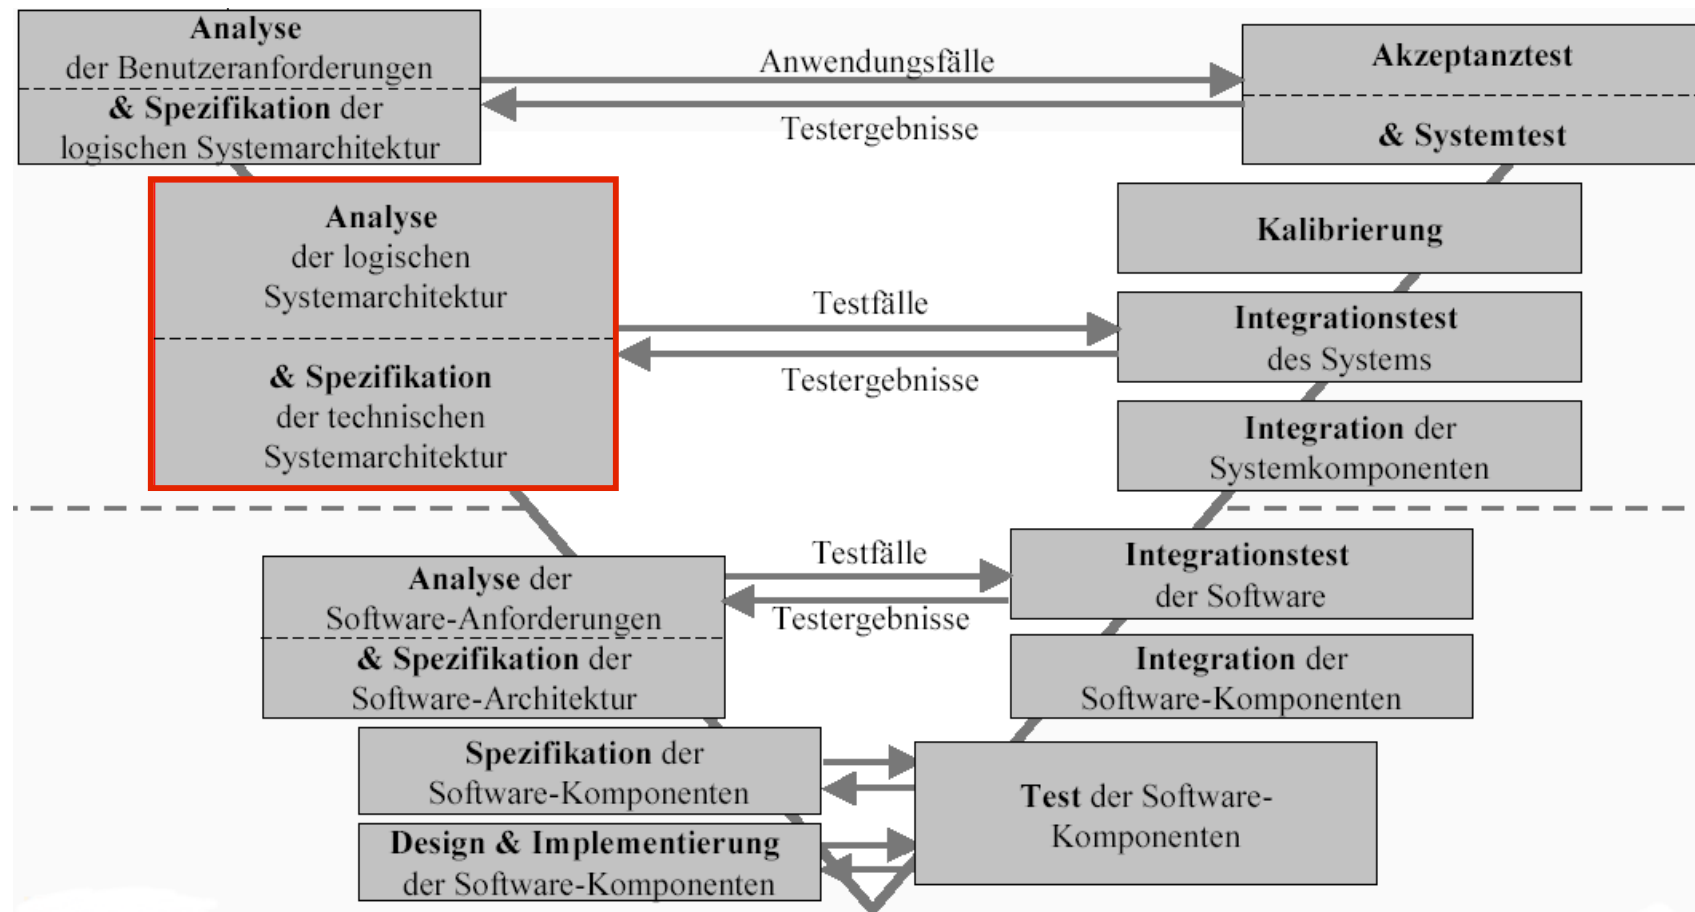 Analyse
der Benutzeranforderungen
& Spezifikation der
logischen Systemarchitektur
Anwendungsfälle
Testergebnisse
Akzeptanztest
& Systemtest
Analyse
der logischen
Systemarchitektur
& Spezifikation
der technischen
Systemarchitektur
Testfälle
Testergebnisse
Kalibrierung
Integrationstest
des Systems
Integration der
Systemkomponenten
Analyse der
Software-Anforderungen
& Spezifikation der
Software-Architektur
Testfälle
Testergebnisse
Integrationstest
der Software
Integration der
Software-Komponenten
Spezifikation der
Software-Komponenten
Test der Software-
Komponenten
Design & Implementierung
der Software-Komponenten